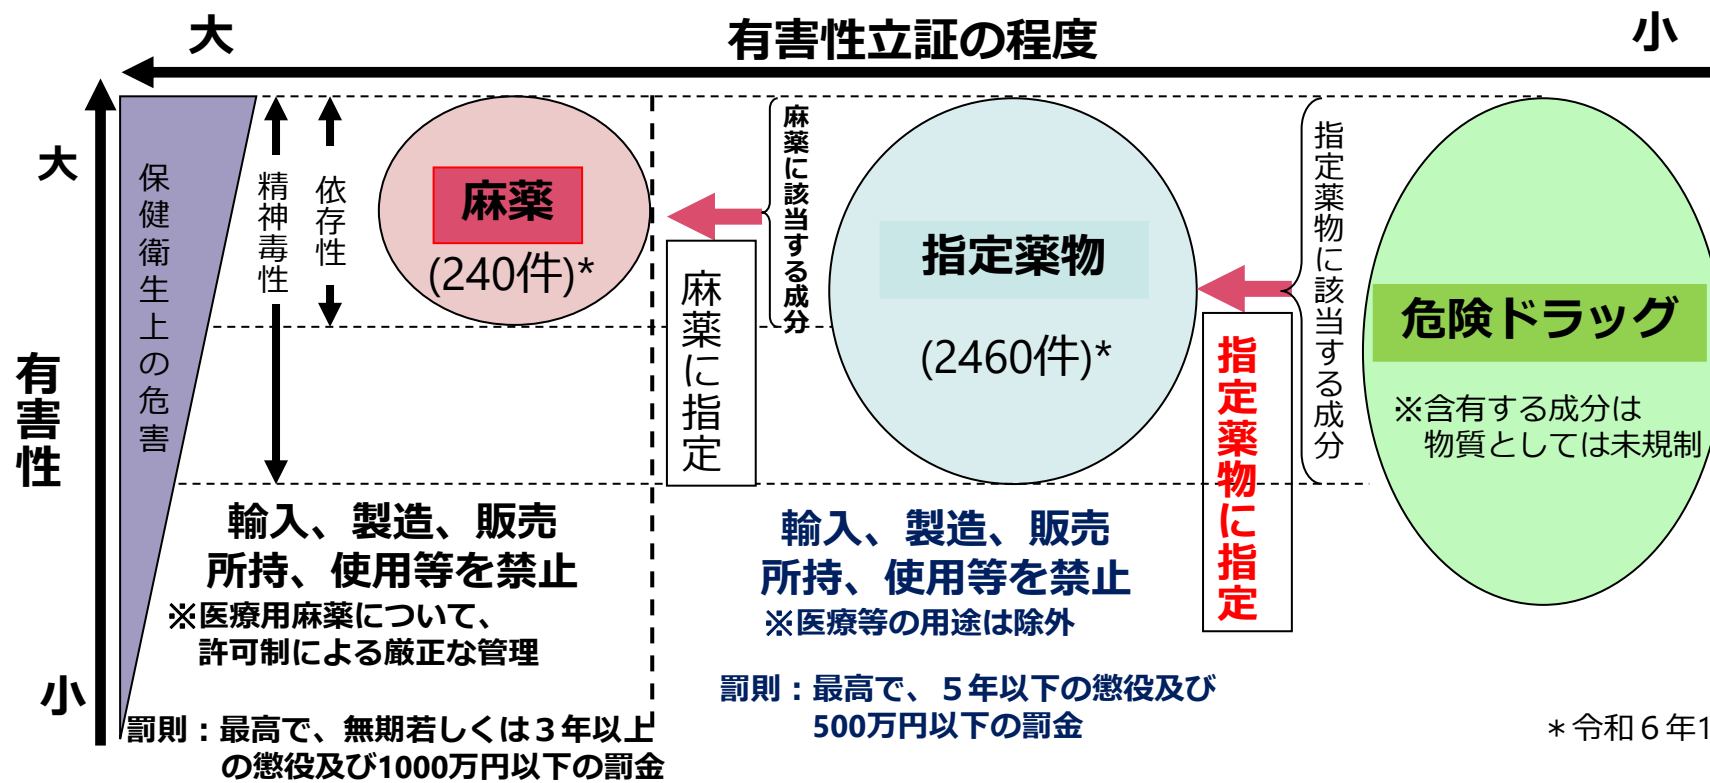 大
有害性立証の程度
小
大
有害性
小
保健衛生上の危害
精神毒性
依存性
麻薬
(240件)*
麻薬に指定
麻薬に該当する成分
指定薬物
(2460件)*
指定薬物に指定
指定薬物に該当する成分
危険ドラッグ
※含有する成分は
物質としては未規制
輸入、製造、販売
所持、使用等を禁止
※医療用麻薬について、
許可制による厳正な管理
罰則：最高で、無期若しくは３年以上
の懲役及び1000万円以下の罰金
輸入、製造、販売
所持、使用等を禁止
※医療等の用途は除外
罰則：最高で、５年以下の懲役及び
500万円以下の罰金
＊令和６年1